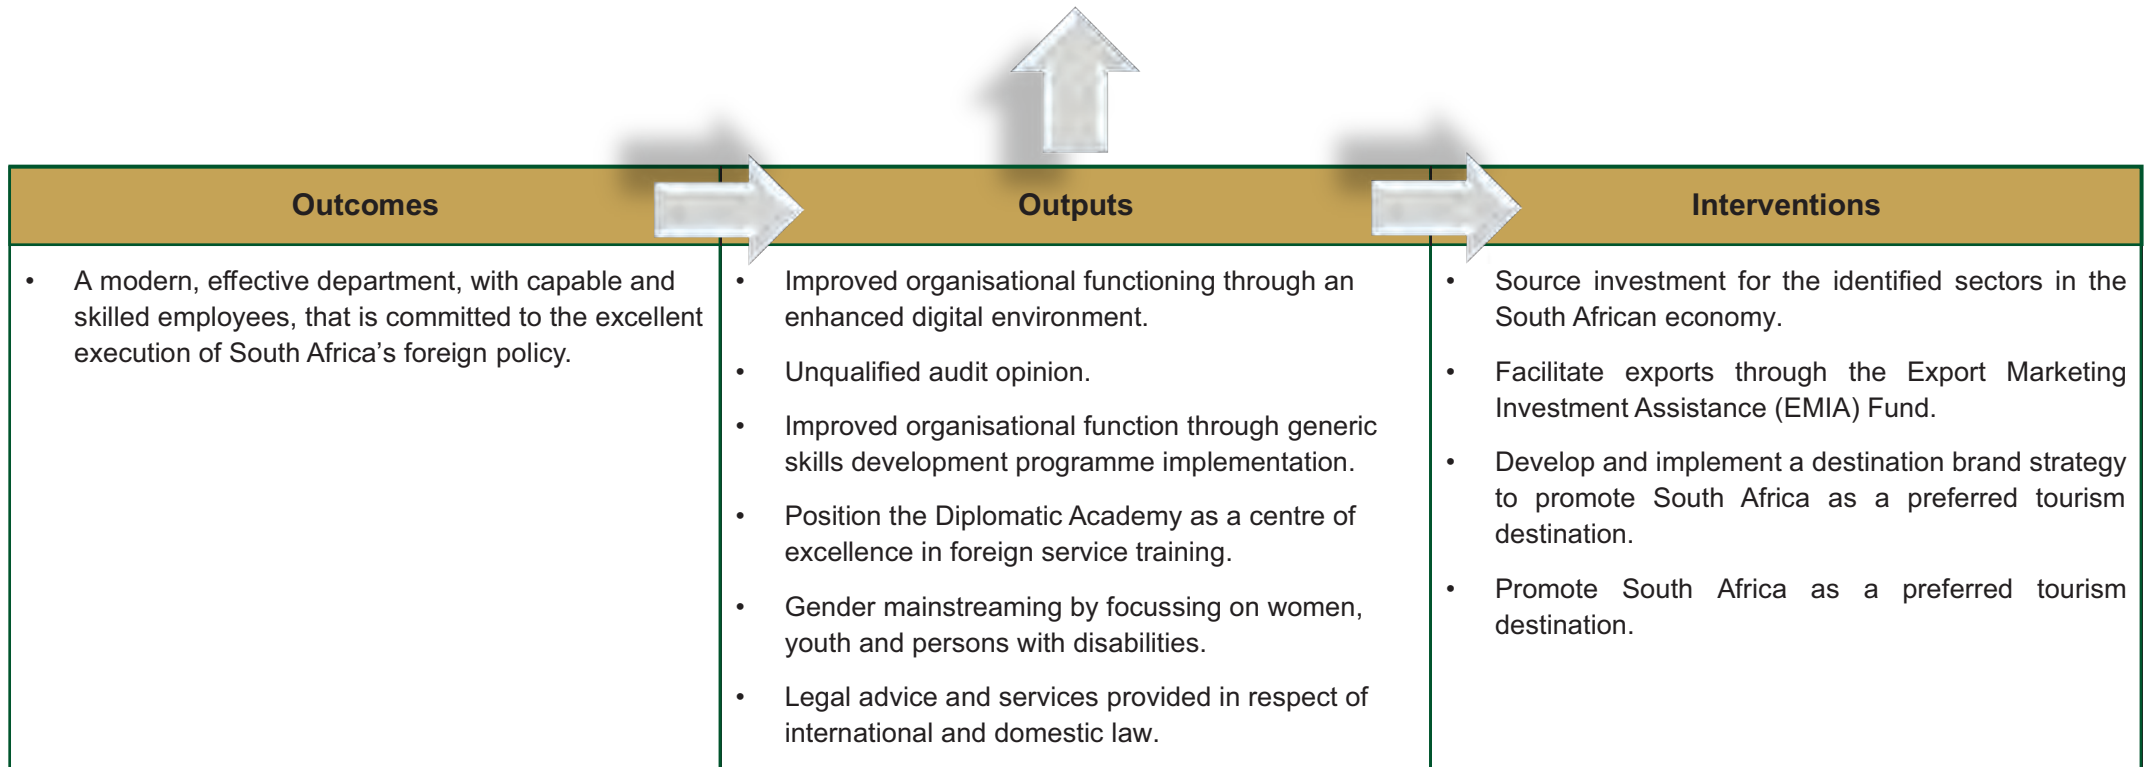 Outcomes
Outputs
Interventions
• A modern, effective department, with capable and
skilled employees, that is committed to the excellent
execution of South Africa’s foreign policy.
• Improved organisational functioning through an
enhanced digital environment.
• Unqualified audit opinion.
• Improved organisational function through generic
skills development programme implementation.
• Position the Diplomatic Academy as a centre of
excellence in foreign service training.
• Gender mainstreaming by focussing on women,
youth and persons with disabilities.
• Legal advice and services provided in respect of
international and domestic law.
• Source investment for the identified sectors in the
South African economy.
• Facilitate exports through the Export Marketing
Investment Assistance (EMIA) Fund.
• Develop and implement a destination brand strategy
to promote South Africa as a preferred tourism
destination.
• Promote South Africa as a preferred tourism
destination.